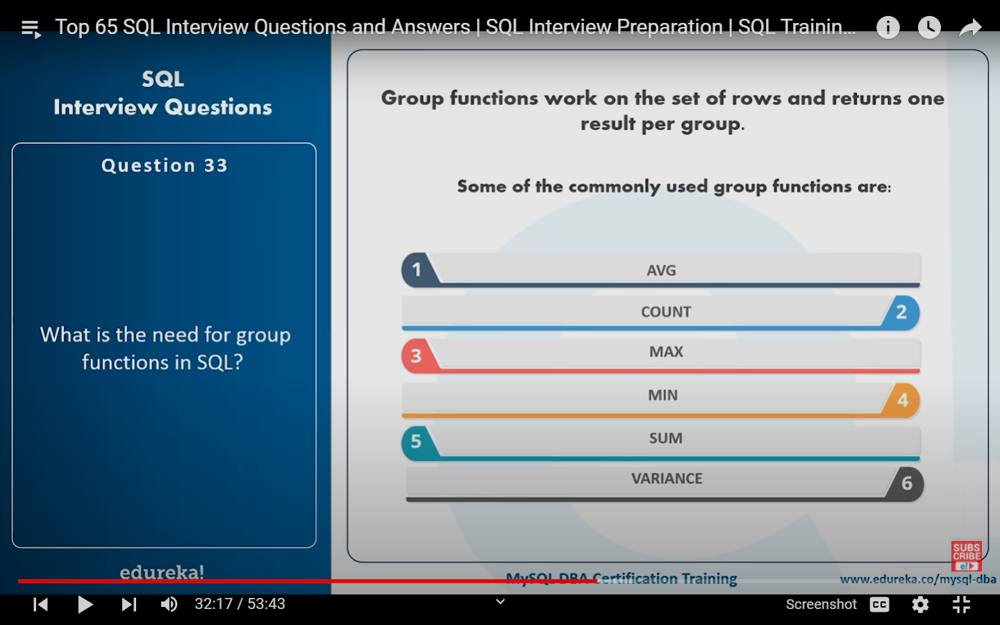 Top 65 SQL Interview Questions and Answers | SQL Interview Preparation | SQL Trainin...
SQL
Interview Questions
Question 33
What is the need for group
functions in SQL?
edureka!
Group functions work on the set of rows and returns one
result per group.
Some of the commonly used group functions are:
1 AVG
COUNT 2
3 MAX
MIN 4
5 SUM
VARIANCE 6
SUBS
CRIBE
e!
MySQL DBA Certification Training
www.edureka.co/mysql-dba
32:17 / 53:43
Screenshot
CC